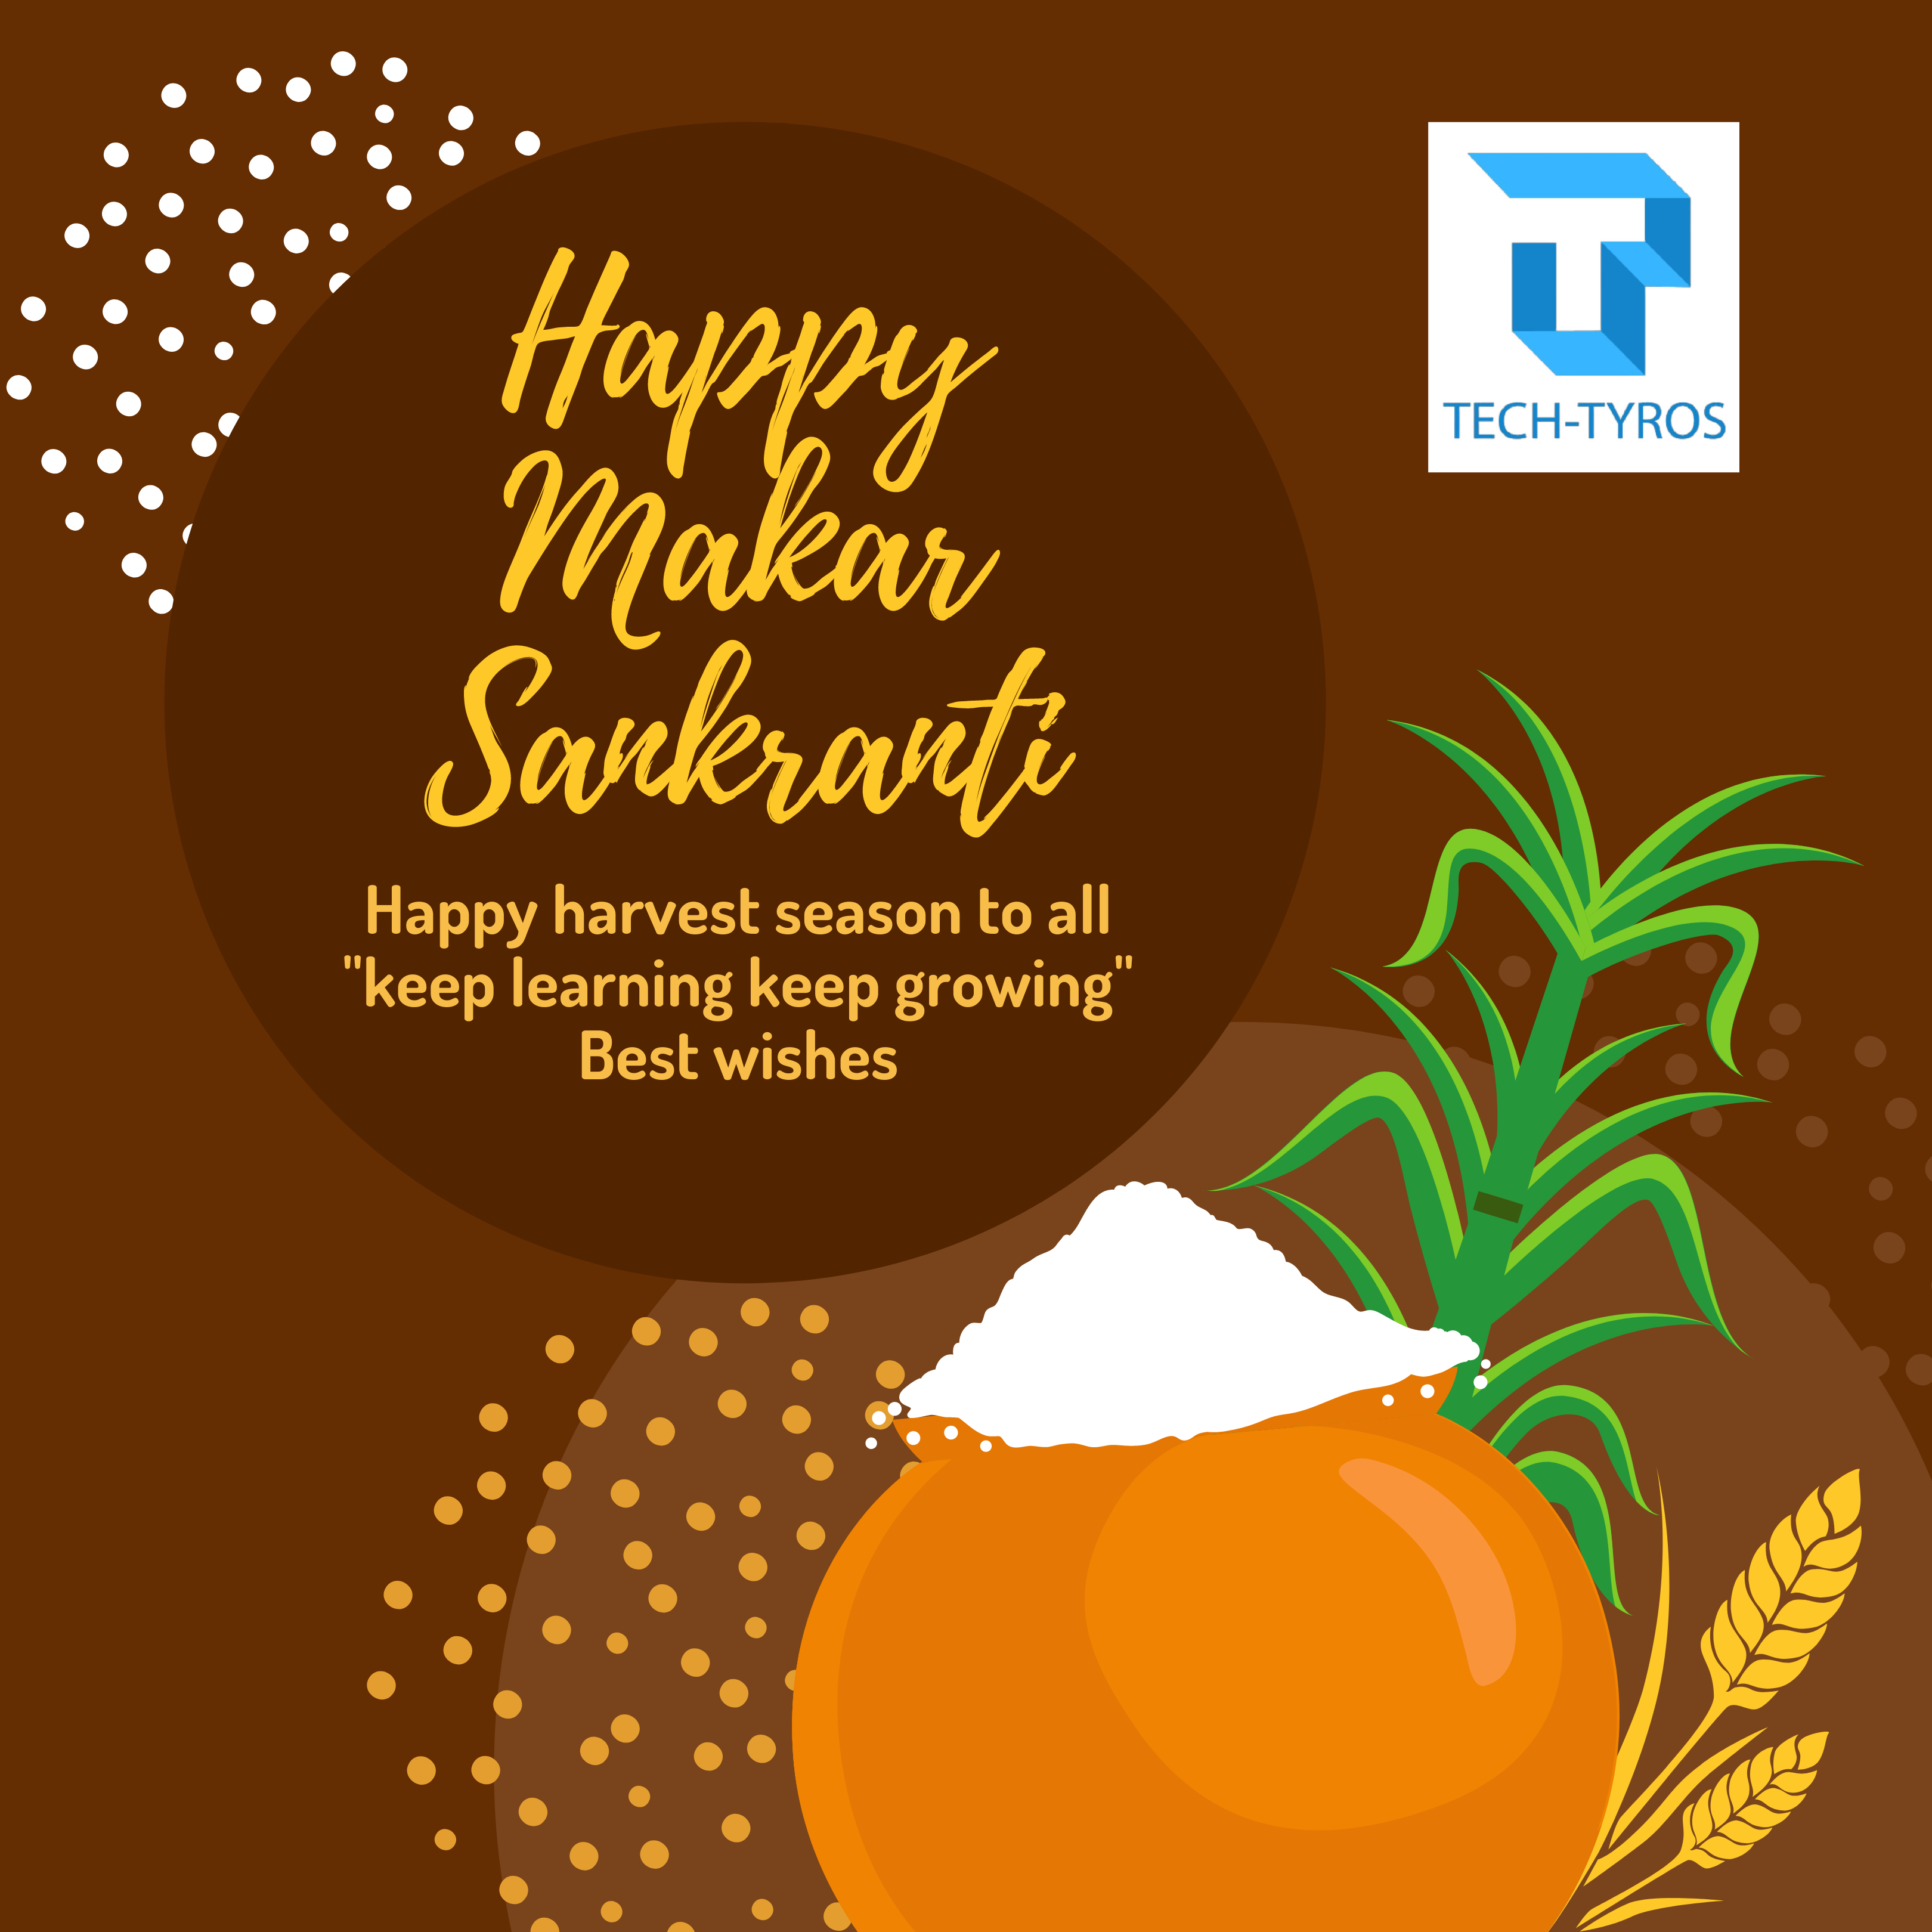 Happy
Makar
Sankranti
Happy harvest season to all
"keep learning keep growing"
Best wishes
TECH-TYROS